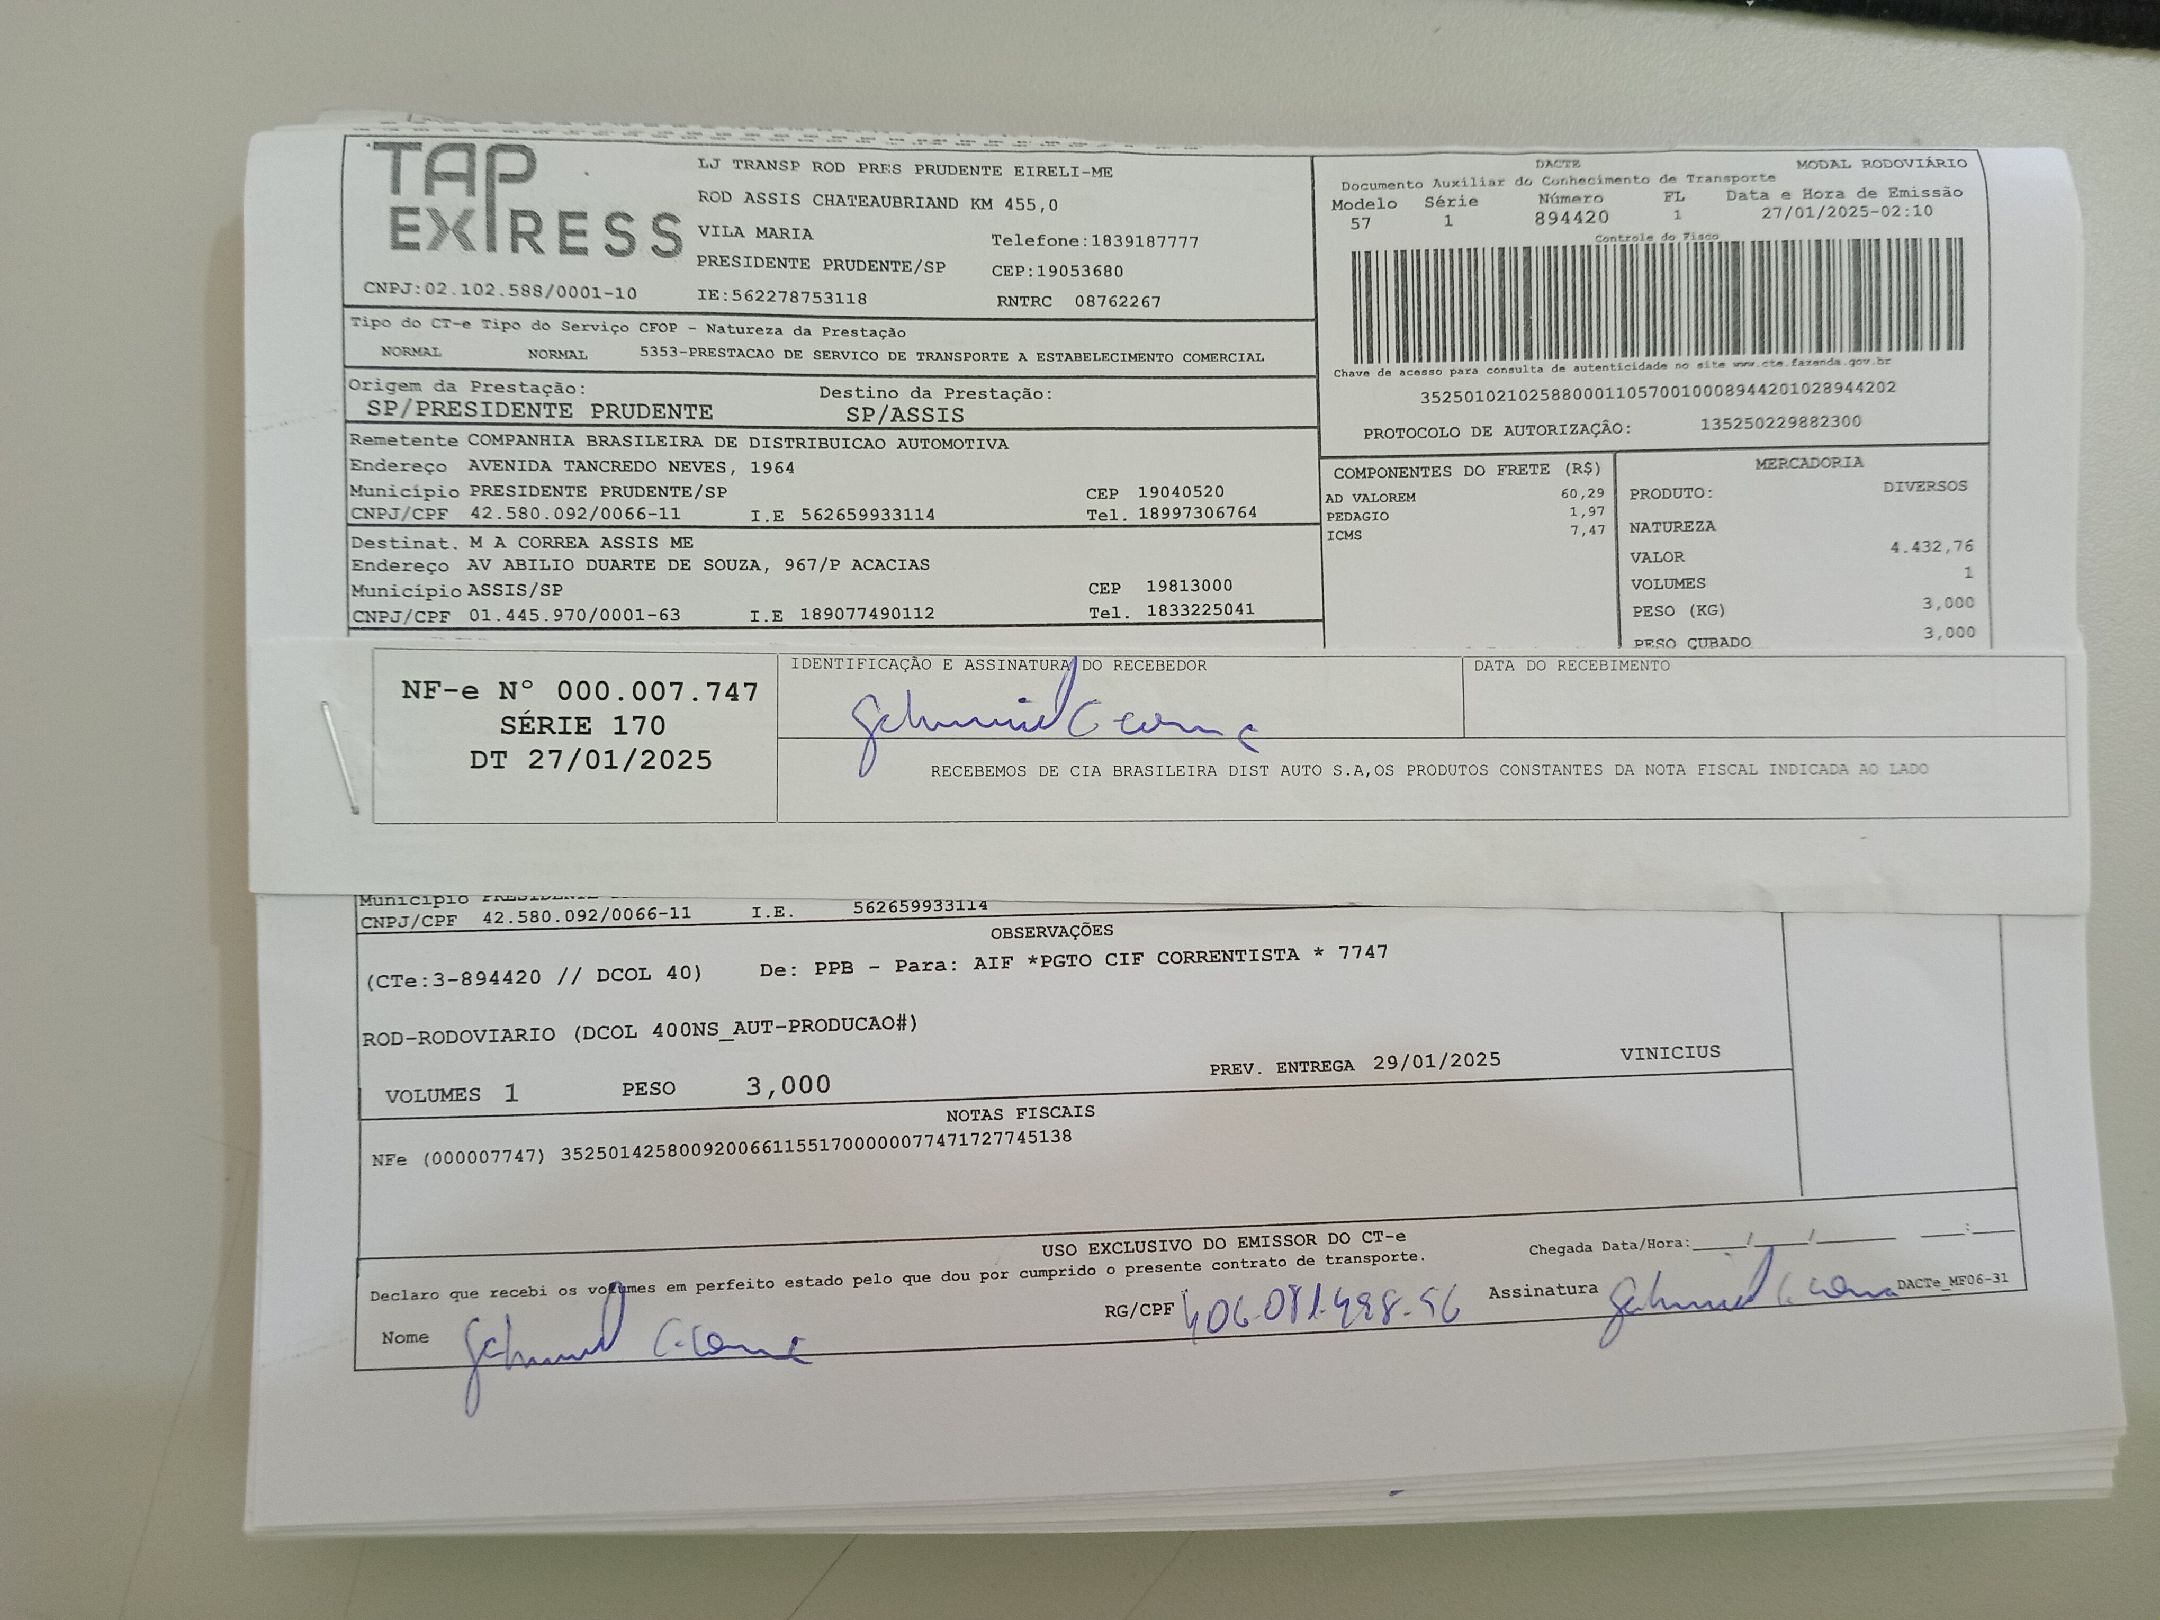 TAP
EXPRESS
CNPJ:02.102.588/0001-10
LJ TRANSP ROD PRES PRUDENTE EIRELI-ME
ROD ASSIS CHATEAUBRIAND KM 455,0
VILA MARIA Telefone:1839187777
PRESIDENTE PRUDENTE/SP CEP:19053680
IE:562278753118 RNTRC 08762267
DACTE MODAL RODOVIÁRIO
Documento Auxiliar do Conhecimento de Transporte
Modelo Série Número FL Data e Hora de Emissão
57 1 894420 1 27/01/2025-02:10
Controle do Fisco
Chave de acesso para consulta de autenticidade no site www.cte.fazenda.gov.br
35250102102588000110570010008944201028944202
PROTOCOLO DE AUTORIZAÇÃO: 135250229882300
Tipo do CT-e Tipo do Serviço CFOP - Natureza da Prestação
NORMAL NORMAL 5353-PRESTACAO DE SERVICO DE TRANSPORTE A ESTABELECIMENTO COMERCIAL
Origem da Prestação: Destino da Prestação:
SP/PRESIDENTE PRUDENTE SP/ASSIS
Remetente COMPANHIA BRASILEIRA DE DISTRIBUICAO AUTOMOTIVA
Endereço AVENIDA TANCREDO NEVES, 1964
Município PRESIDENTE PRUDENTE/SP CEP 19040520
CNPJ/CPF 42.580.092/0066-11 I.E 562659933114 Tel. 18997306764
Destinat. M A CORREA ASSIS ME
Endereço AV ABILIO DUARTE DE SOUZA, 967/P ACACIAS
Município ASSIS/SP CEP 19813000
CNPJ/CPF 01.445.970/0001-63 I.E 189077490112 Tel. 1833225041
COMPONENTES DO FRETE (R$)
AD VALOREM 60,29
PEDAGIO 1,97
ICMS 7,47
MERCADORIA
PRODUTO: DIVERSOS
NATUREZA
VALOR 4.432,76
VOLUMES 1
PESO (KG) 3,000
PESO CUBADO 3,000
NF-e Nº 000.007.747
SÉRIE 170
DT 27/01/2025
IDENTIFICAÇÃO E ASSINATURA DO RECEBEDOR
DATA DO RECEBIMENTO
RECEBEMOS DE CIA BRASILEIRA DIST AUTO S.A,OS PRODUTOS CONSTANTES DA NOTA FISCAL INDICADA AO LADO
Município PRESIDENTE
CNPJ/CPF 42.580.092/0066-11 I.E. 562659933114
OBSERVAÇÕES
(CTe:3-894420 // DCOL 40) De: PPB - Para: AIF *PGTO CIF CORRENTISTA * 7747
ROD-RODOVIARIO (DCOL 400NS_AUT-PRODUCAO#)
PREV. ENTREGA 29/01/2025 VINICIUS
VOLUMES 1 PESO 3,000
NOTAS FISCAIS
NFe (000007747) 35250142580092006611551700000077471727745138
USO EXCLUSIVO DO EMISSOR DO CT-e
Declaro que recebi os volumes em perfeito estado pelo que dou por cumprido o presente contrato de transporte.
Chegada Data/Hora:____/____/______ ___:___
Nome
RG/CPF 406.081.498-56
Assinatura
DACTe_MF06-31